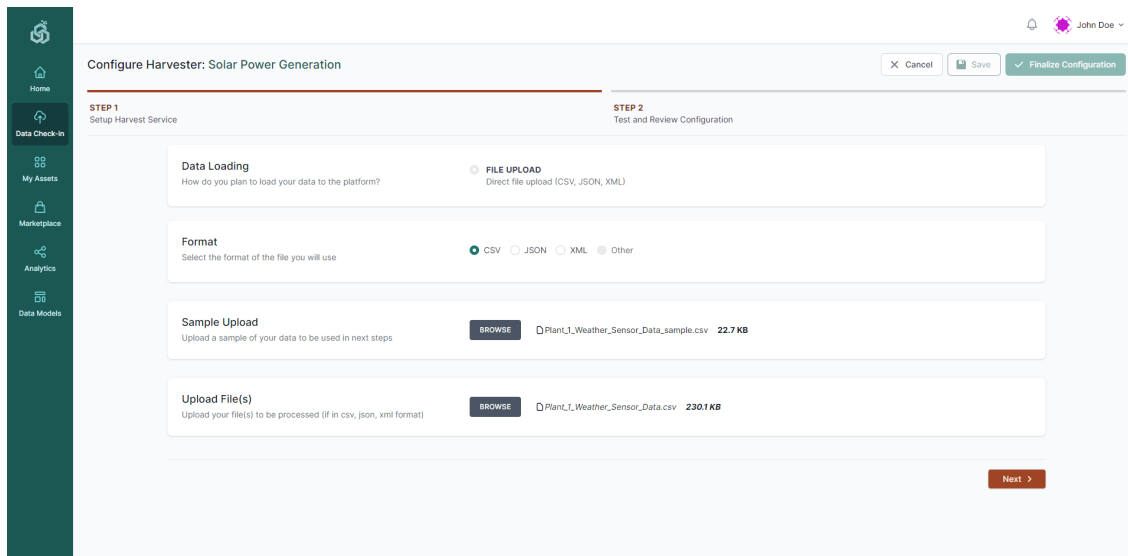 John Doe
Configure Harvester: Solar Power Generation
Cancel
Save
Finalize Configuration
Home
Data Check-in
My Assets
Marketplace
Analytics
Data Models
STEP 1
Setup Harvest Service
STEP 2
Test and Review Configuration
Data Loading
How do you plan to load your data to the platform?
FILE UPLOAD
Direct file upload (CSV, JSON, XML)
Format
Select the format of the file you will use
CSV JSON XML Other
Sample Upload
Upload a sample of your data to be used in next steps
BROWSE
Plant_1_Weather_Sensor_Data_sample.csv 22.7 KB
Upload File(s)
Upload your file(s) to be processed (if in csv, json, xml format)
BROWSE
Plant_1_Weather_Sensor_Data.csv 230.1 KB
Next